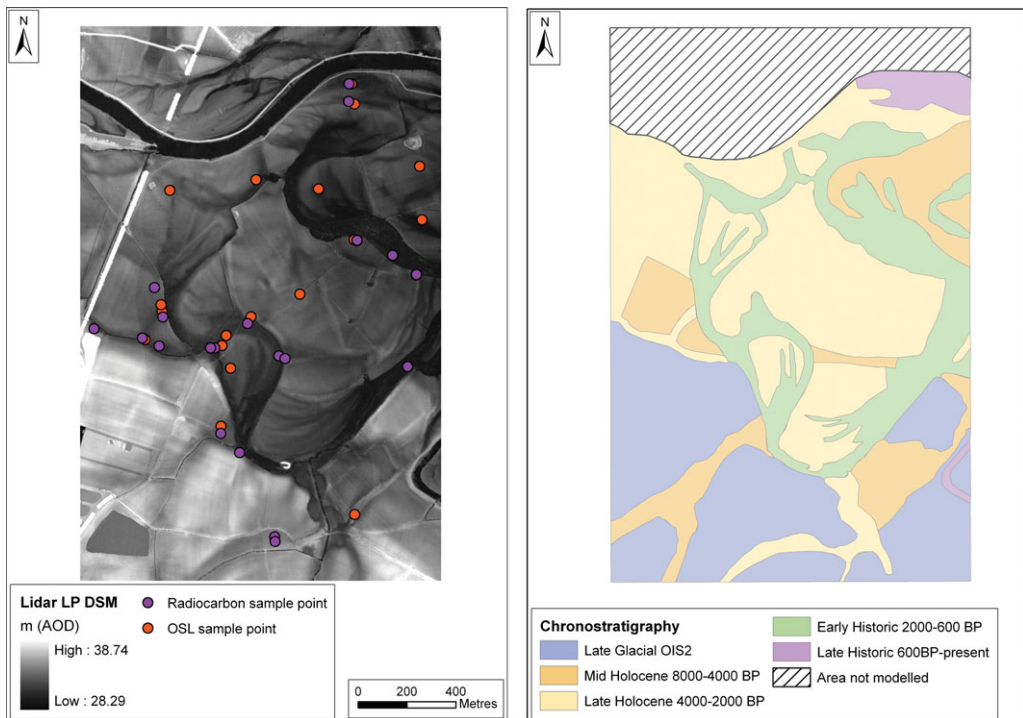 N
Lidar LP DSM
m (AOD)
High : 38.74
Low : 28.29
Radiocarbon sample point
OSL sample point
0 200 400
Metres
N
Chronostratigraphy
Late Glacial OIS2
Mid Holocene 8000-4000 BP
Late Holocene 4000-2000 BP
Early Historic 2000-600 BP
Late Historic 600BP-present
Area not modelled